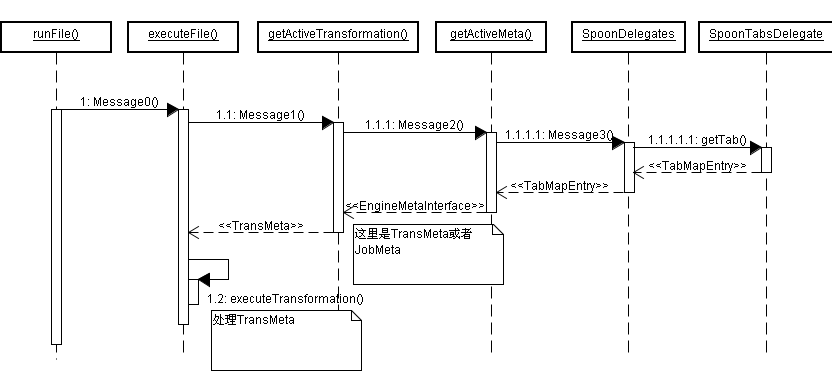 runFile()
executeFile()
getActiveTransformation()
getActiveMeta()
SpoonDelegates
SpoonTabsDelegate
1: Message0()
1.1: Message1()
1.1.1: Message2()
1.1.1.1: Message3()
1.1.1.1.1: getTab()
<<TabMapEntry>>
<<TabMapEntry>>
<<EngineMetaInterface>>
<<TransMeta>>
这里是TransMeta或者
JobMeta
1.2: executeTransformation()
处理TransMeta